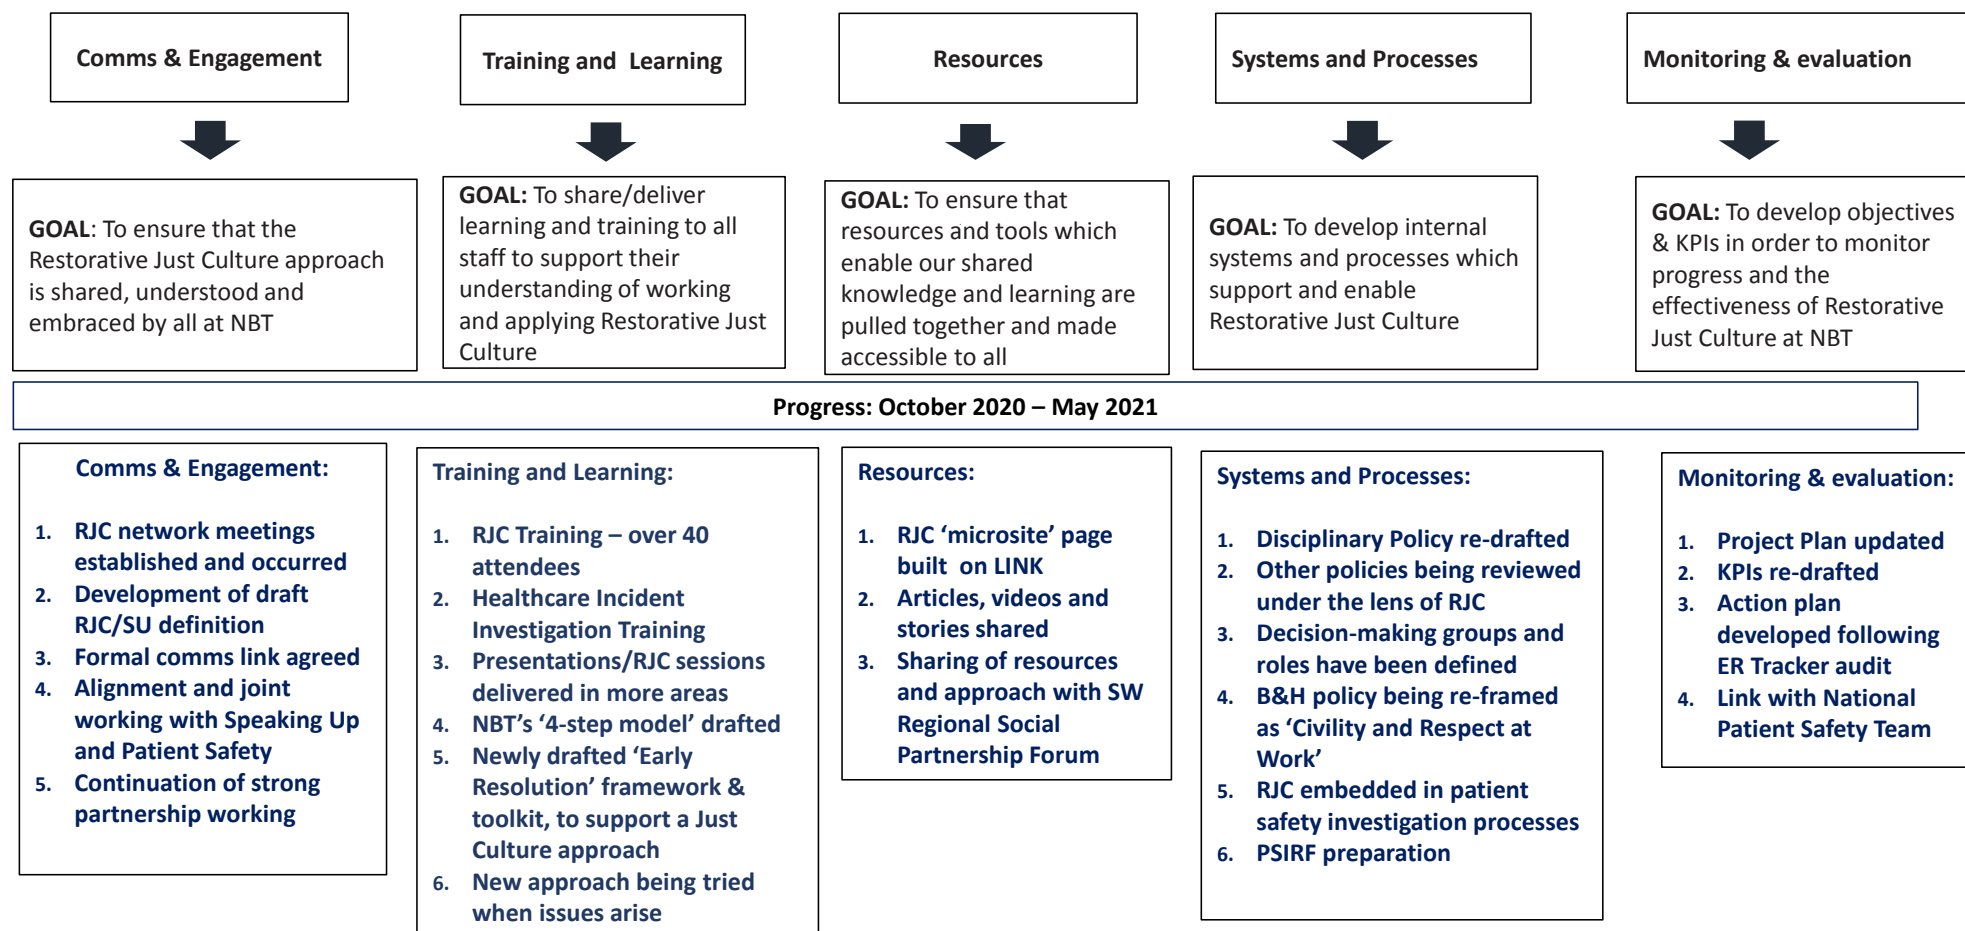 Comms & Engagement
Training and Learning
Resources
Systems and Processes
Monitoring & evaluation
GOAL: To ensure that the
Restorative Just Culture approach
is shared, understood and
embraced by all at NBT
GOAL: To share/deliver
learning and training to all
staff to support their
understanding of working
and applying Restorative Just
Culture
GOAL: To ensure that
resources and tools which
enable our shared
knowledge and learning are
pulled together and made
accessible to all
GOAL: To develop internal
systems and processes which
support and enable
Restorative Just Culture
GOAL: To develop objectives
& KPIs in order to monitor
progress and the
effectiveness of Restorative
Just Culture at NBT
Progress: October 2020 – May 2021
Comms & Engagement:
1. RJC network meetings
established and occurred
2. Development of draft
RJC/SU definition
3. Formal comms link agreed
4. Alignment and joint
working with Speaking Up
and Patient Safety
5. Continuation of strong
partnership working
Training and Learning:
1. RJC Training – over 40
attendees
2. Healthcare Incident
Investigation Training
3. Presentations/RJC sessions
delivered in more areas
4. NBT’s ‘4-step model’ drafted
5. Newly drafted ‘Early
Resolution’ framework &
toolkit, to support a Just
Culture approach
6. New approach being tried
when issues arise
Resources:
1. RJC ‘microsite’ page
built on LINK
2. Articles, videos and
stories shared
3. Sharing of resources
and approach with SW
Regional Social
Partnership Forum
Systems and Processes:
1. Disciplinary Policy re-drafted
2. Other policies being reviewed
under the lens of RJC
3. Decision-making groups and
roles have been defined
4. B&H policy being re-framed
as ‘Civility and Respect at
Work’
5. RJC embedded in patient
safety investigation processes
6. PSIRF preparation
Monitoring & evaluation:
1. Project Plan updated
2. KPIs re-drafted
3. Action plan
developed following
ER Tracker audit
4. Link with National
Patient Safety Team